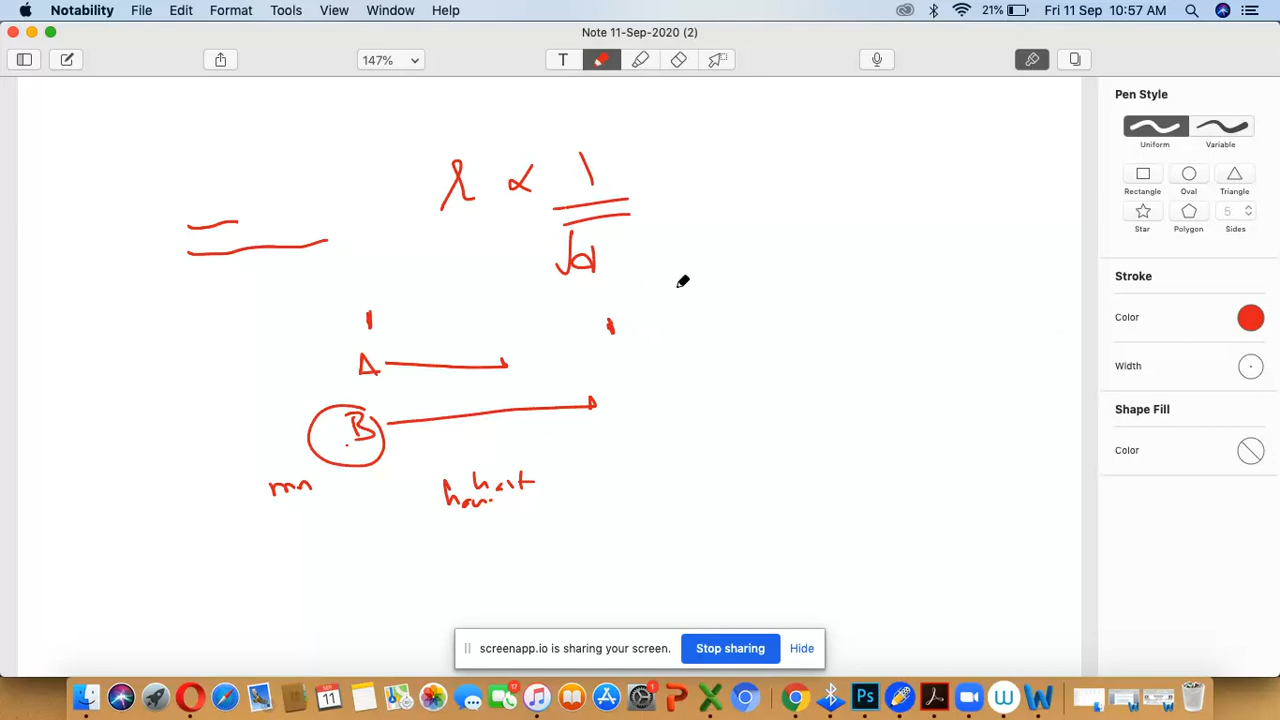 Notability File Edit Format Tools View Window Help 21% Fri 11 Sep 10:57 AM
Note 11-Sep-2020 (2)
147% T
Pen Style
Uniform Variable
Rectangle Oval Triangle
5
Star Polygon Sides
Stroke
Color
Width
Shape Fill
Color
r ∝ 1
√d
A
B
screenapp.io is sharing your screen. Stop sharing Hide